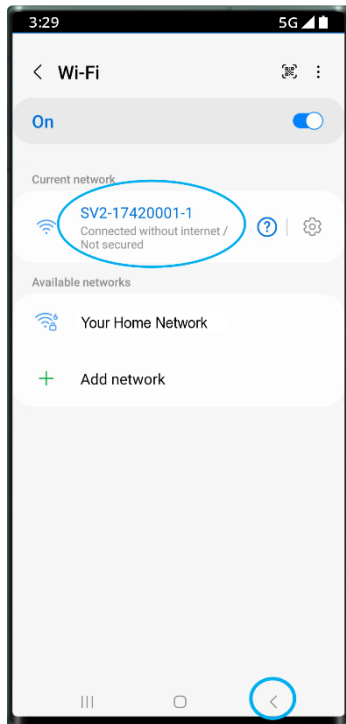 3:29 5G
Wi-Fi
On
Current network
SV2-17420001-1
Connected without internet /
Not secured
?
Available networks
Your Home Network
Add network